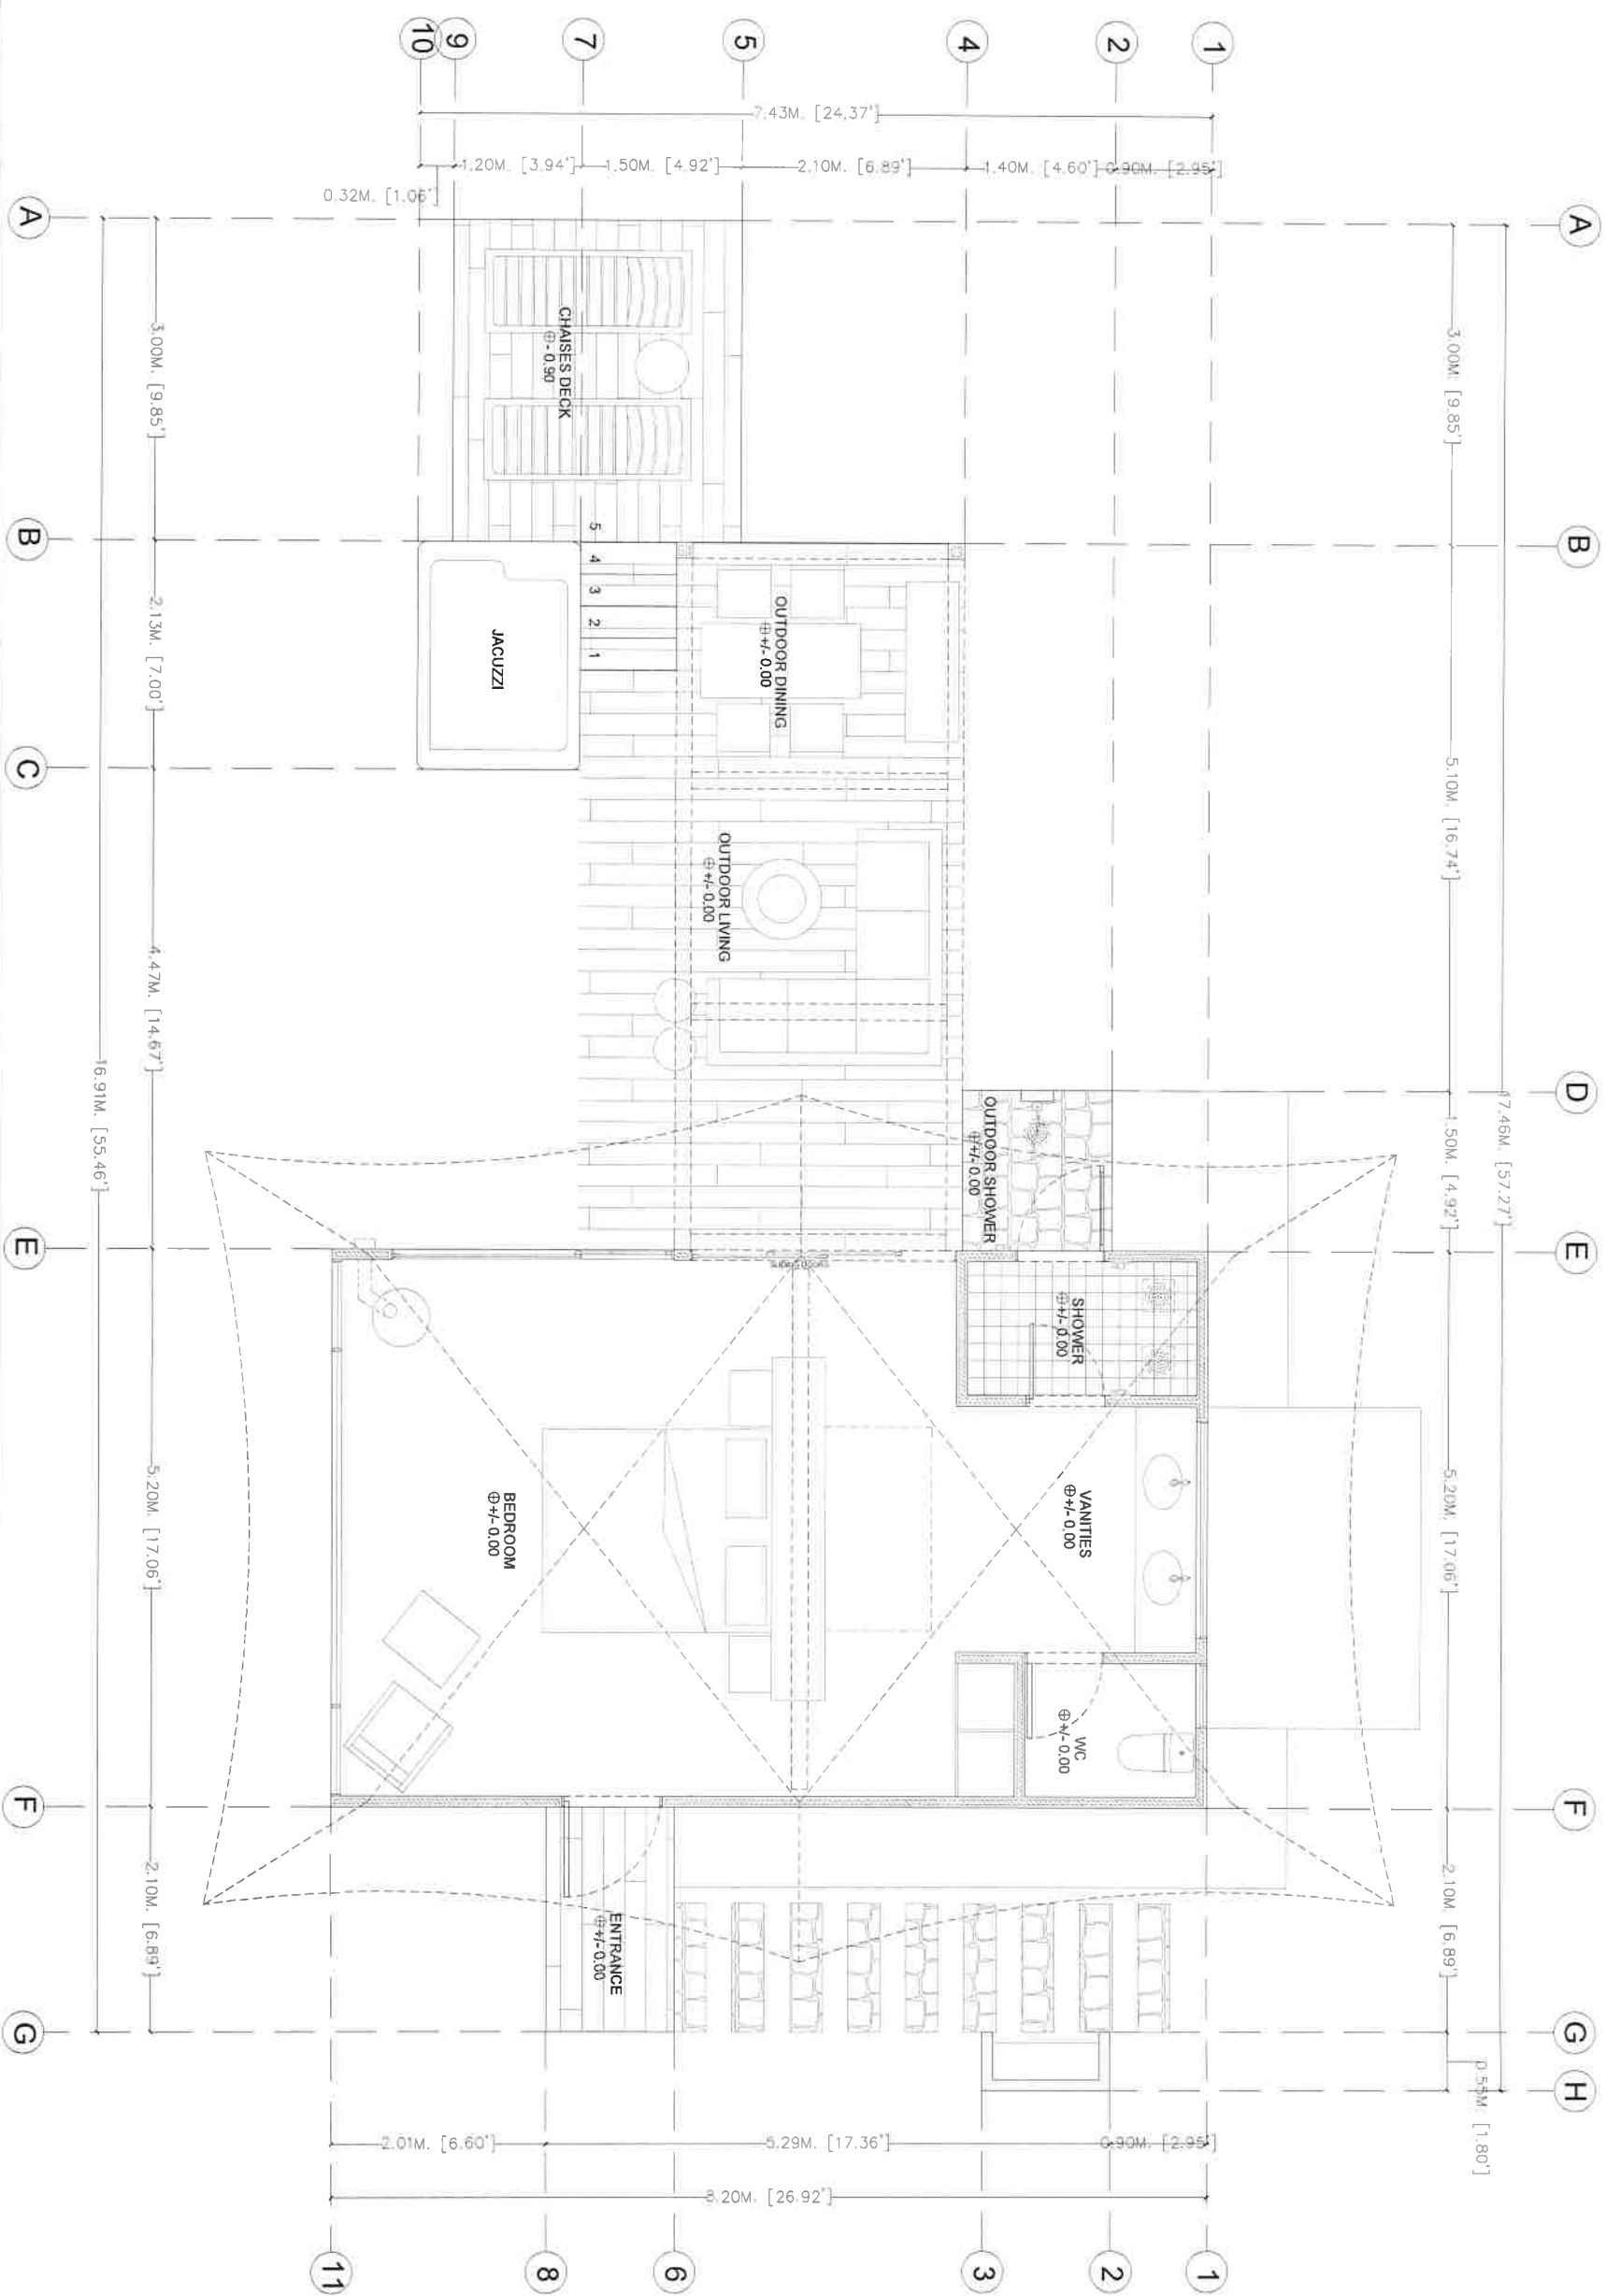 10
9
7
5
4
2
1
7.43M. [24,37']
1,20M. [3.94']
1.50M. [4.92']
2.10M. [6.89']
1.40M. [4.60']
0.90M. [2.95']
0.32M. [1.06']
A
A
3.00M. [9.85']
3.00M. [9.85']
CHAISES DECK
⊕- 0.90
B
B
5
4
3
2
1
2.13M. [7.00']
JACUZZI
OUTDOOR DINING
⊕+/- 0.00
5.10M. [16.74']
C
OUTDOOR LIVING
⊕+/- 0.00
4.47M. [14.67']
16.91M. [55.46']
17.46M. [57.27']
D
OUTDOOR SHOWER
⊕+/- 0.00
1.50M. [4.92']
E
E
SHOWER
⊕+/- 0.00
5.20M. [17.06']
BEDROOM
⊕+/- 0.00
VANITIES
⊕+/- 0.00
5.20M. [17.06']
WC
⊕+/- 0.00
F
F
2.10M. [6.89']
ENTRANCE
⊕+/- 0.00
2.10M. [6.89']
G
G
0.55M. [1.80']
H
2.01M. [6.60']
5.29M. [17.36']
0.90M. [2.95']
8.20M. [26.92']
11
8
6
3
2
1